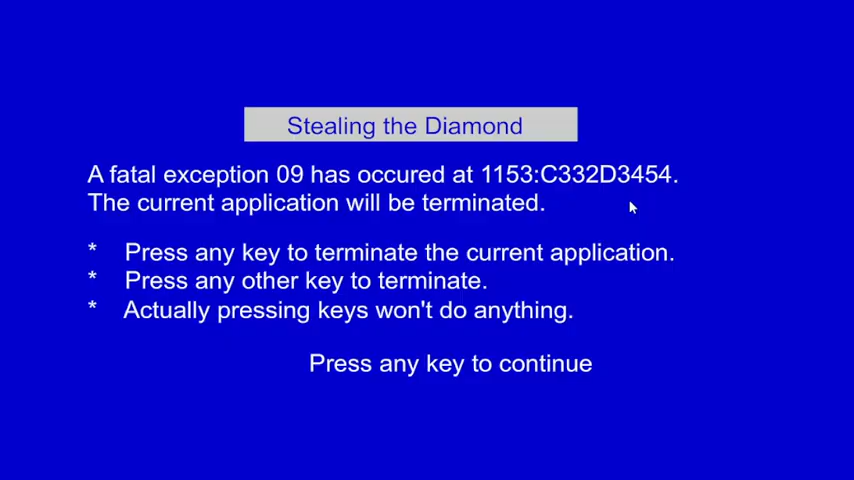 Stealing the Diamond
A fatal exception 09 has occured at 1153:C332D3454.
The current application will be terminated.
* Press any key to terminate the current application.
* Press any other key to terminate.
* Actually pressing keys won't do anything.
Press any key to continue